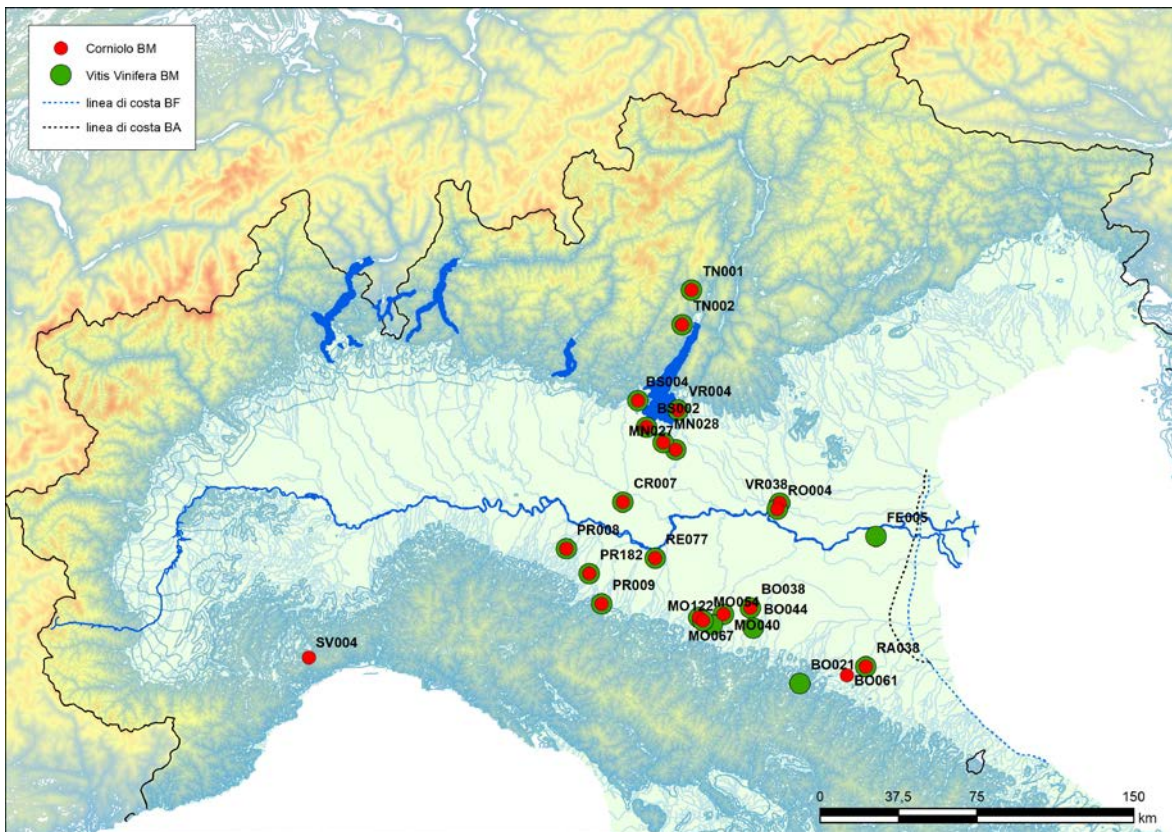 Corniolo BM
Vitis Vinifera BM
linea di costa BF
linea di costa BA
TN001
TN002
BS004
VR004
BS002
MN028
MN027
CR007
VR038
RO004
FE005
PR008
RE077
PR182
PR009
BO038
MO054
MO122
BO044
MO040
MO067
SV004
RA038
BO021
BO061
0 37,5 75 150
km